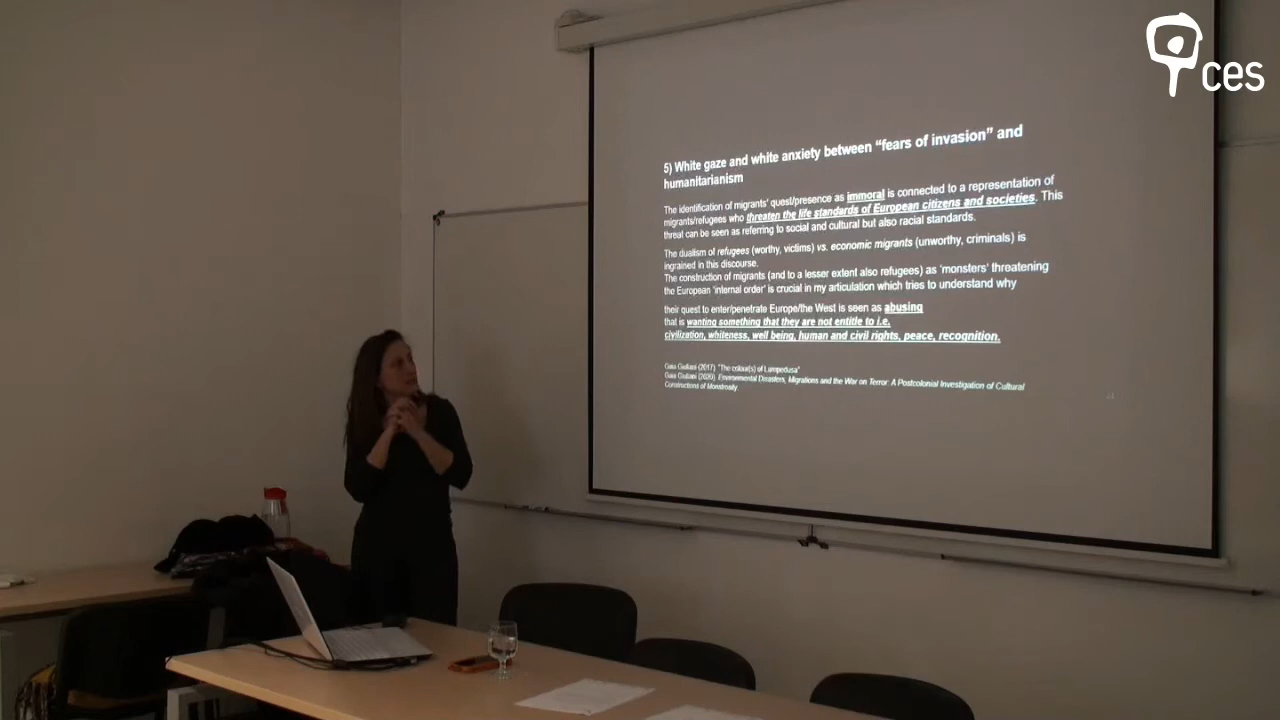 ces
5) White gaze and white anxiety between “fears of invasion” and
humanitarianism
The identification of migrants' quest/presence as immoral is connected to a representation of
migrants/refugees who threaten the life standards of European citizens and societies. This
threat can be seen as referring to social and cultural but also racial standards.
The dualism of refugees (worthy, victims) vs. economic migrants (unworthy, criminals) is
ingrained in this discourse.
The construction of migrants (and to a lesser extent also refugees) as 'monsters' threatening
the European 'internal order' is crucial in my articulation which tries to understand why
their quest to enter/penetrate Europe/the West is seen as abusing
that is wanting something that they are not entitle to i.e.
civilization, whiteness, well being, human and civil rights, peace, recognition.
Gaia Giuliani (2017) "The colour(s) of Lampedusa"
Gaia Giuliani (2020) Environmental Disasters, Migrations and the War on Terror: A Postcolonial Investigation of Cultural
Constructions of Monstrosity.